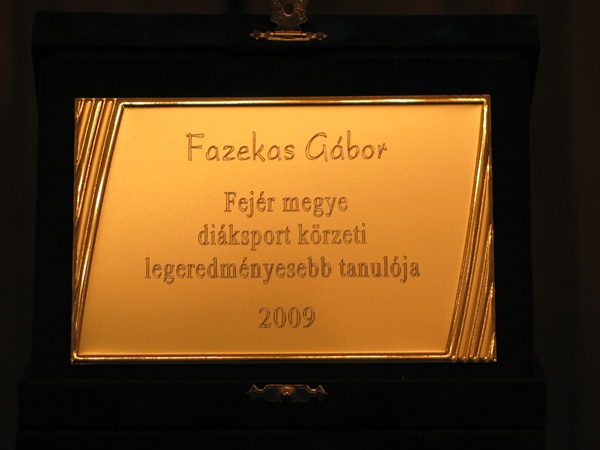 Fazekas Gábor
Fejér megye
diáksport körzeti
legeredményesebb tanulója
2009